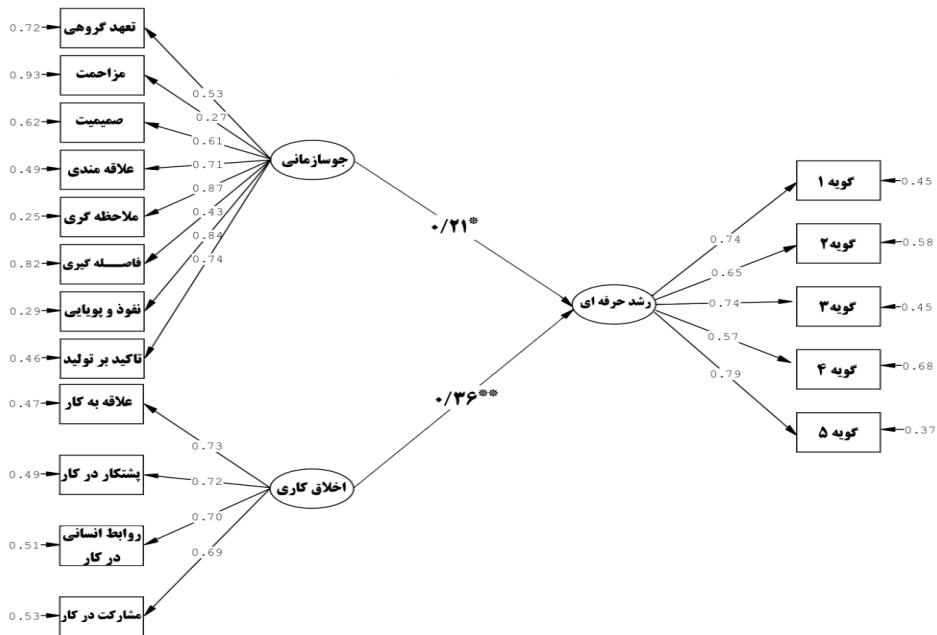 0.72
تعهد گروهی
0.93
مزاحمت
0.62
صمیمیت
0.49
علاقه مندی
0.25
ملاحظه گری
0.82
فاصــــله گیری
0.29
نفوذ و پویایی
0.46
تاکید بر تولید
0.47
علاقه به کار
0.49
پشتکار در کار
0.51
روابط انسانی
در کار
0.53
مشارکت در کار
0.53
0.27
0.61
0.71
0.87
0.43
0.84
0.74
0.73
0.72
0.70
0.69
جوسازمانی
اخلاق کاری
۰/۲۱*
۰/۳۶**
رشد حرفه ای
0.74
0.65
0.74
0.57
0.79
گویه ۱
0.45
گویه ۲
0.58
گویه ۳
0.45
گویه ۴
0.68
گویه ۵
0.37